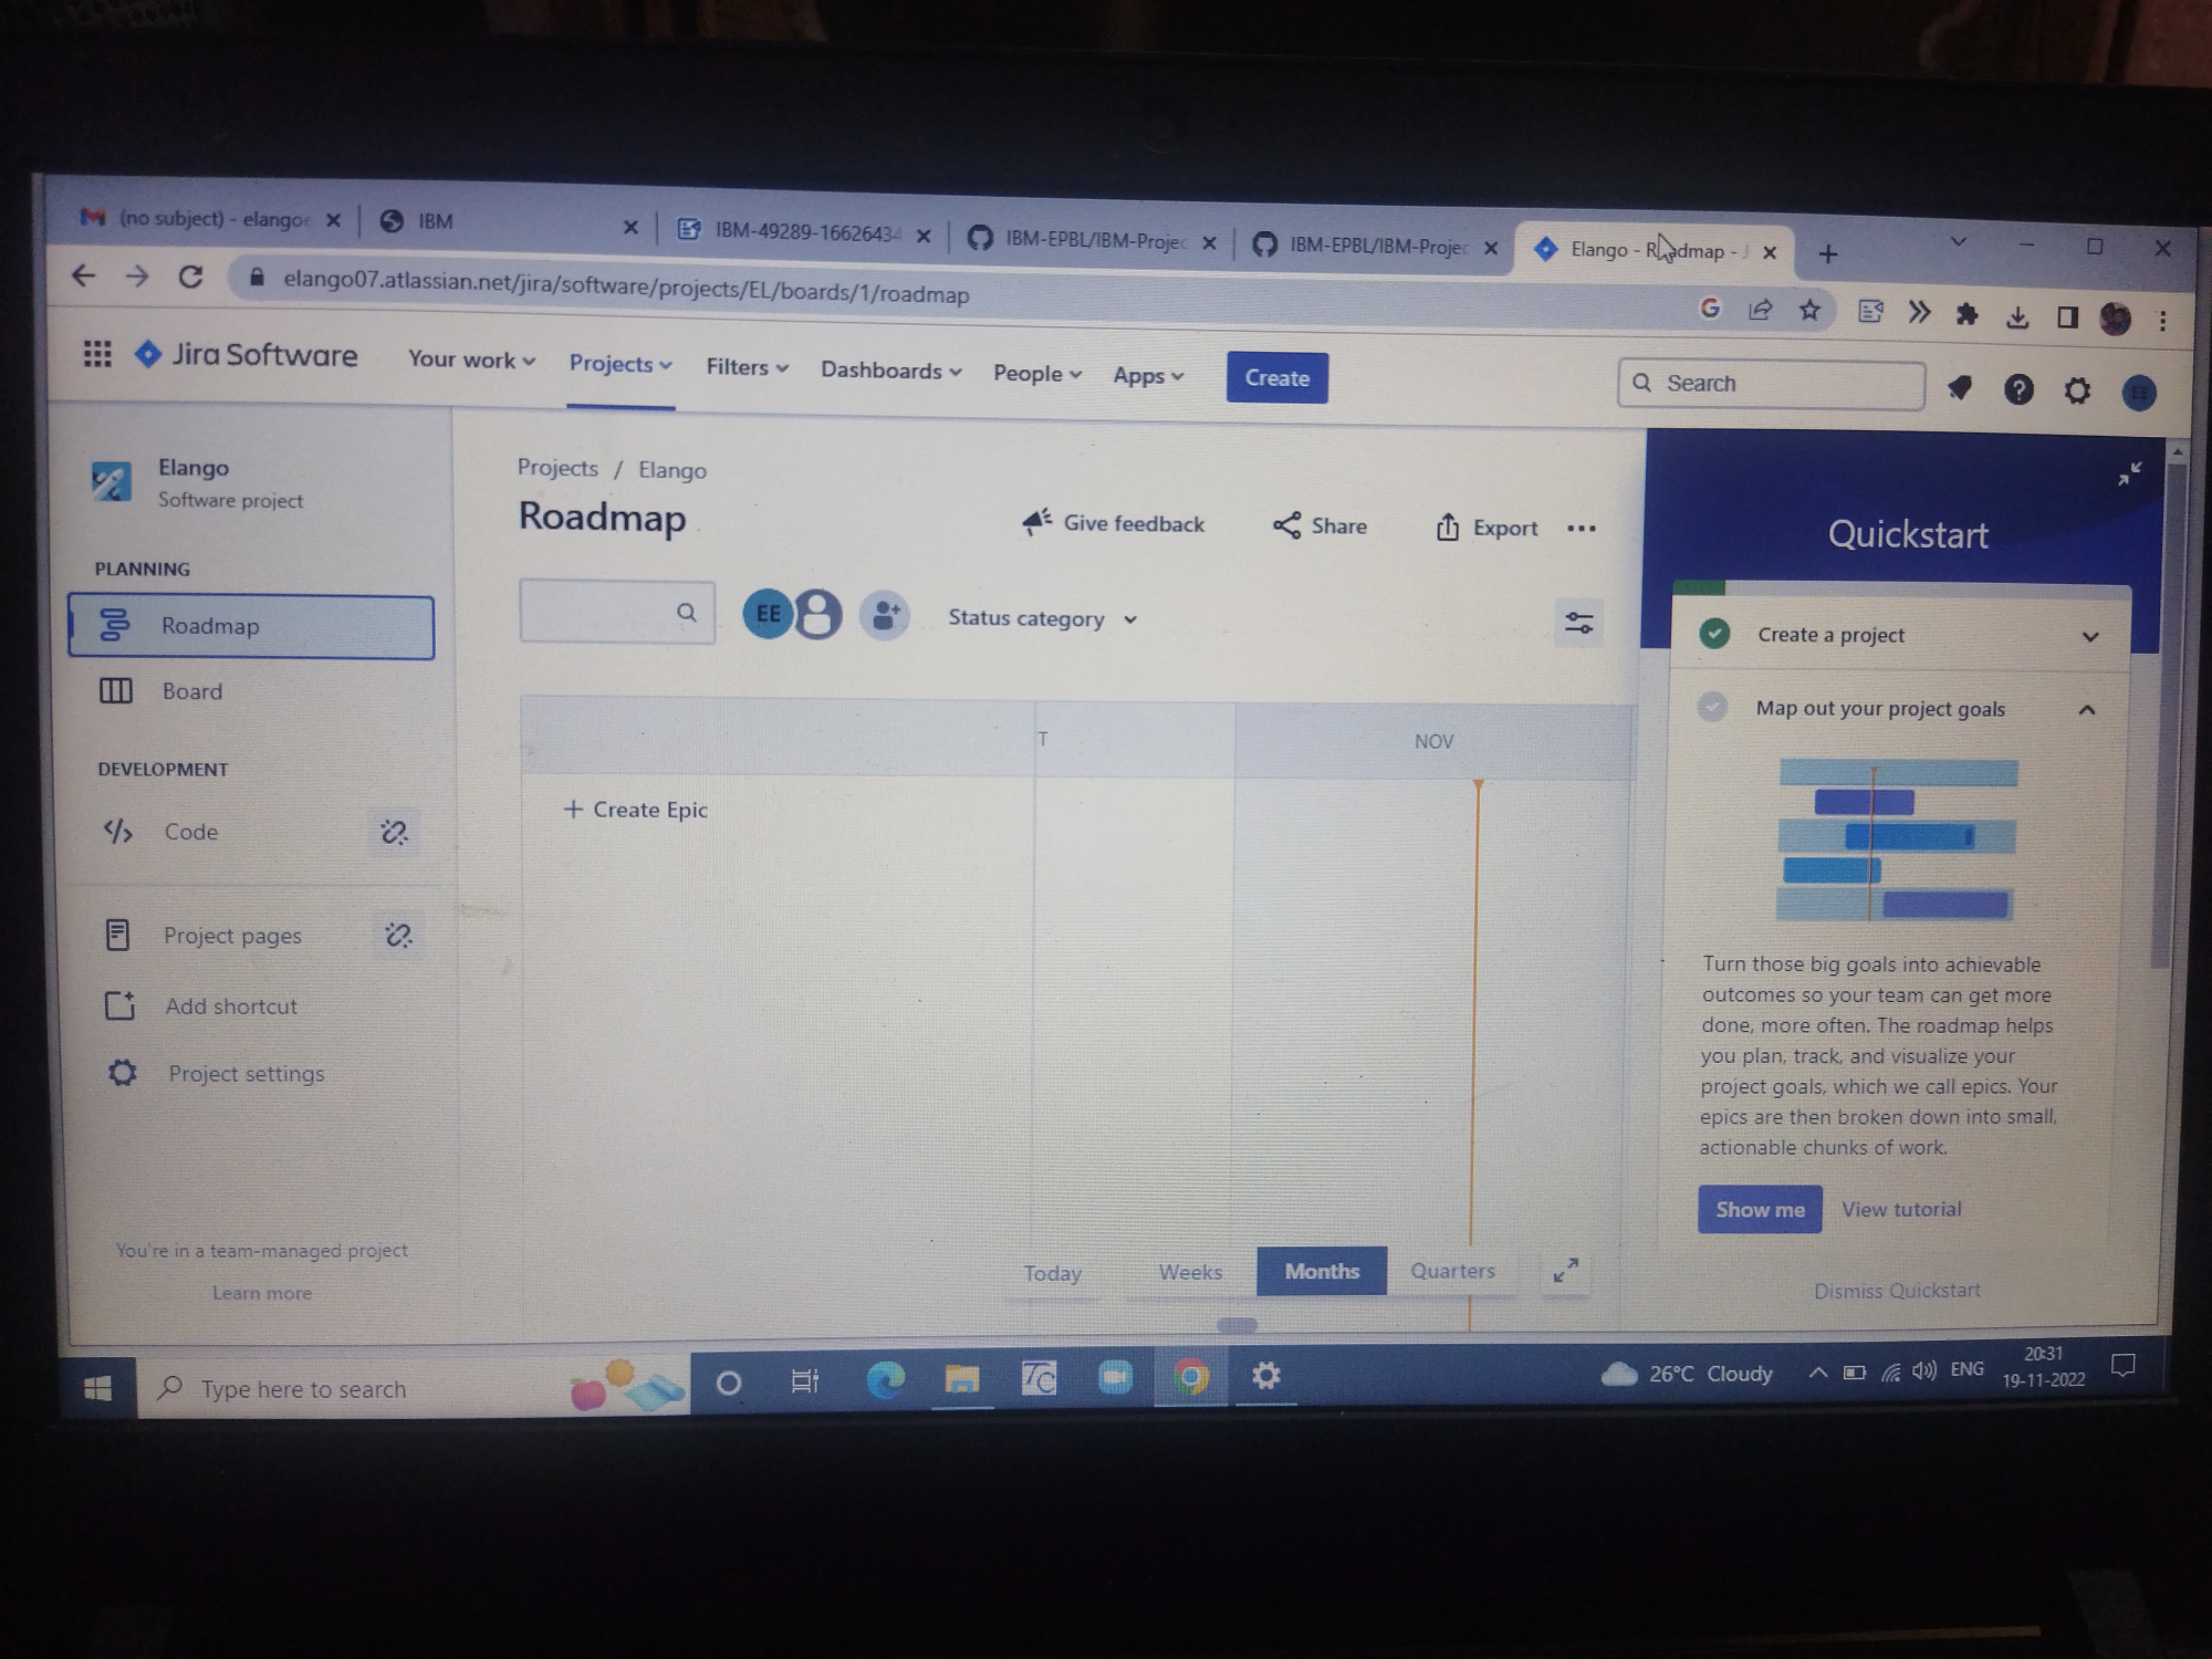 (no subject) - elangoe
IBM
IBM-49289-16626434
IBM-EPBL/IBM-Projec
IBM-EPBL/IBM-Projec
Elango - Roadmap - J
elango07.atlassian.net/jira/software/projects/EL/boards/1/roadmap
Jira Software
Your work
Projects
Filters
Dashboards
People
Apps
Create
Search
EE
Elango
Software project
PLANNING
Roadmap
Board
DEVELOPMENT
Code
Project pages
Add shortcut
Project settings
You're in a team-managed project
Learn more
Projects / Elango
Roadmap
Give feedback
Share
Export
EE
Status category
T
NOV
+ Create Epic
Today
Weeks
Months
Quarters
Quickstart
Create a project
Map out your project goals
Turn those big goals into achievable
outcomes so your team can get more
done, more often. The roadmap helps
you plan, track, and visualize your
project goals, which we call epics. Your
epics are then broken down into small,
actionable chunks of work.
Show me
View tutorial
Dismiss Quickstart
Type here to search
TC
26°C Cloudy
ENG
20:31
19-11-2022